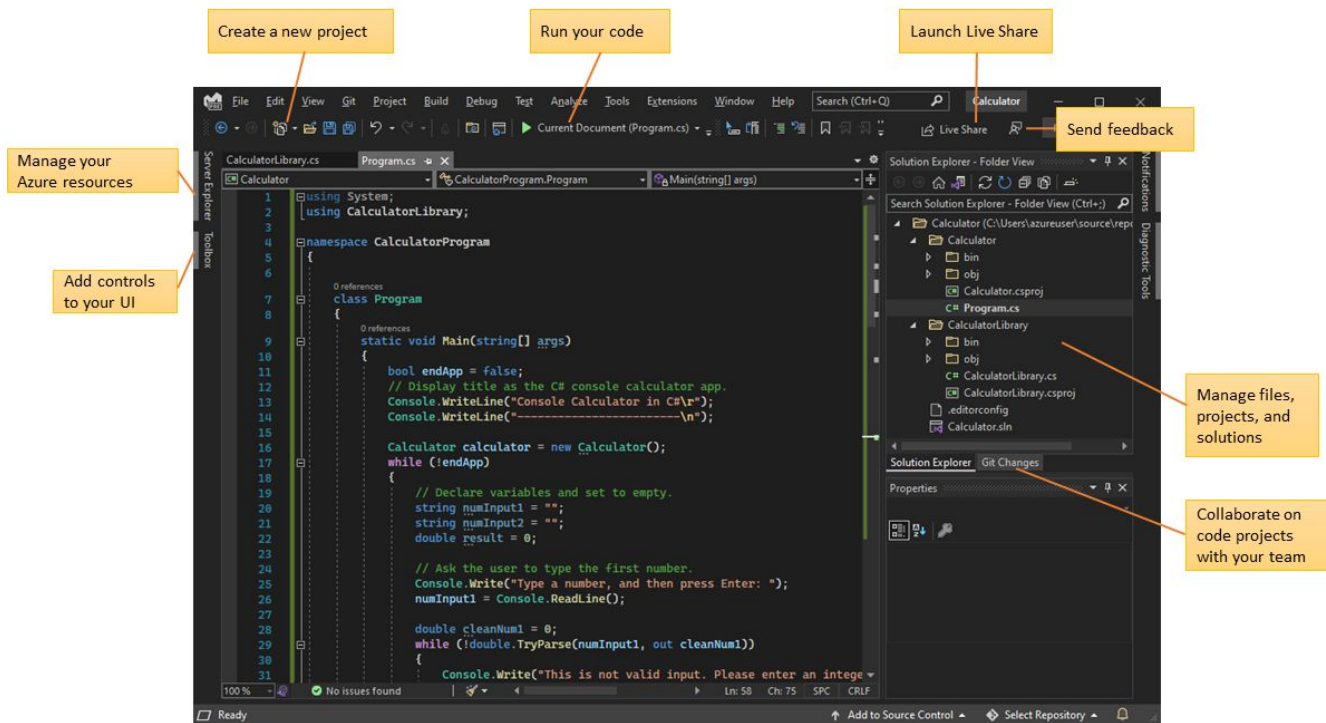 Create a new project
Run your code
Launch Live Share
File Edit View Git Project Build Debug Test Analyze Tools Extensions Window Help Search (Ctrl+Q) Calculator
Current Document (Program.cs)
Live Share
Send feedback
Manage your
Azure resources
Add controls
to your UI
Server Explorer
Toolbox
CalculatorLibrary.cs Program.cs
Calculator CalculatorProgram.Program Main(string[] args)
1 using System;
2 using CalculatorLibrary;
3
4 namespace CalculatorProgram
5 {
6
0 references
7 class Program
8 {
0 references
9 static void Main(string[] args)
10 {
11 bool endApp = false;
12 // Display title as the C# console calculator app.
13 Console.WriteLine("Console Calculator in C#\r");
14 Console.WriteLine("------------------------\n");
15
16 Calculator calculator = new Calculator();
17 while (!endApp)
18 {
19 // Declare variables and set to empty.
20 string numInput1 = "";
21 string numInput2 = "";
22 double result = 0;
23
24 // Ask the user to type the first number.
25 Console.Write("Type a number, and then press Enter: ");
26 numInput1 = Console.ReadLine();
27
28 double cleanNum1 = 0;
29 while (!double.TryParse(numInput1, out cleanNum1))
30 {
31 Console.Write("This is not valid input. Please enter an intege
100 % No issues found Ln: 58 Ch: 75 SPC CRLF
Solution Explorer - Folder View
Search Solution Explorer - Folder View (Ctrl+;)
Calculator (C:\Users\azureuser\source\repo
Calculator
bin
obj
Calculator.csproj
Program.cs
CalculatorLibrary
bin
obj
CalculatorLibrary.cs
CalculatorLibrary.csproj
.editorconfig
Calculator.sln
Solution Explorer Git Changes
Properties
Notifications
Diagnostic Tools
Manage files,
projects, and
solutions
Collaborate on
code projects
with your team
Ready Add to Source Control Select Repository